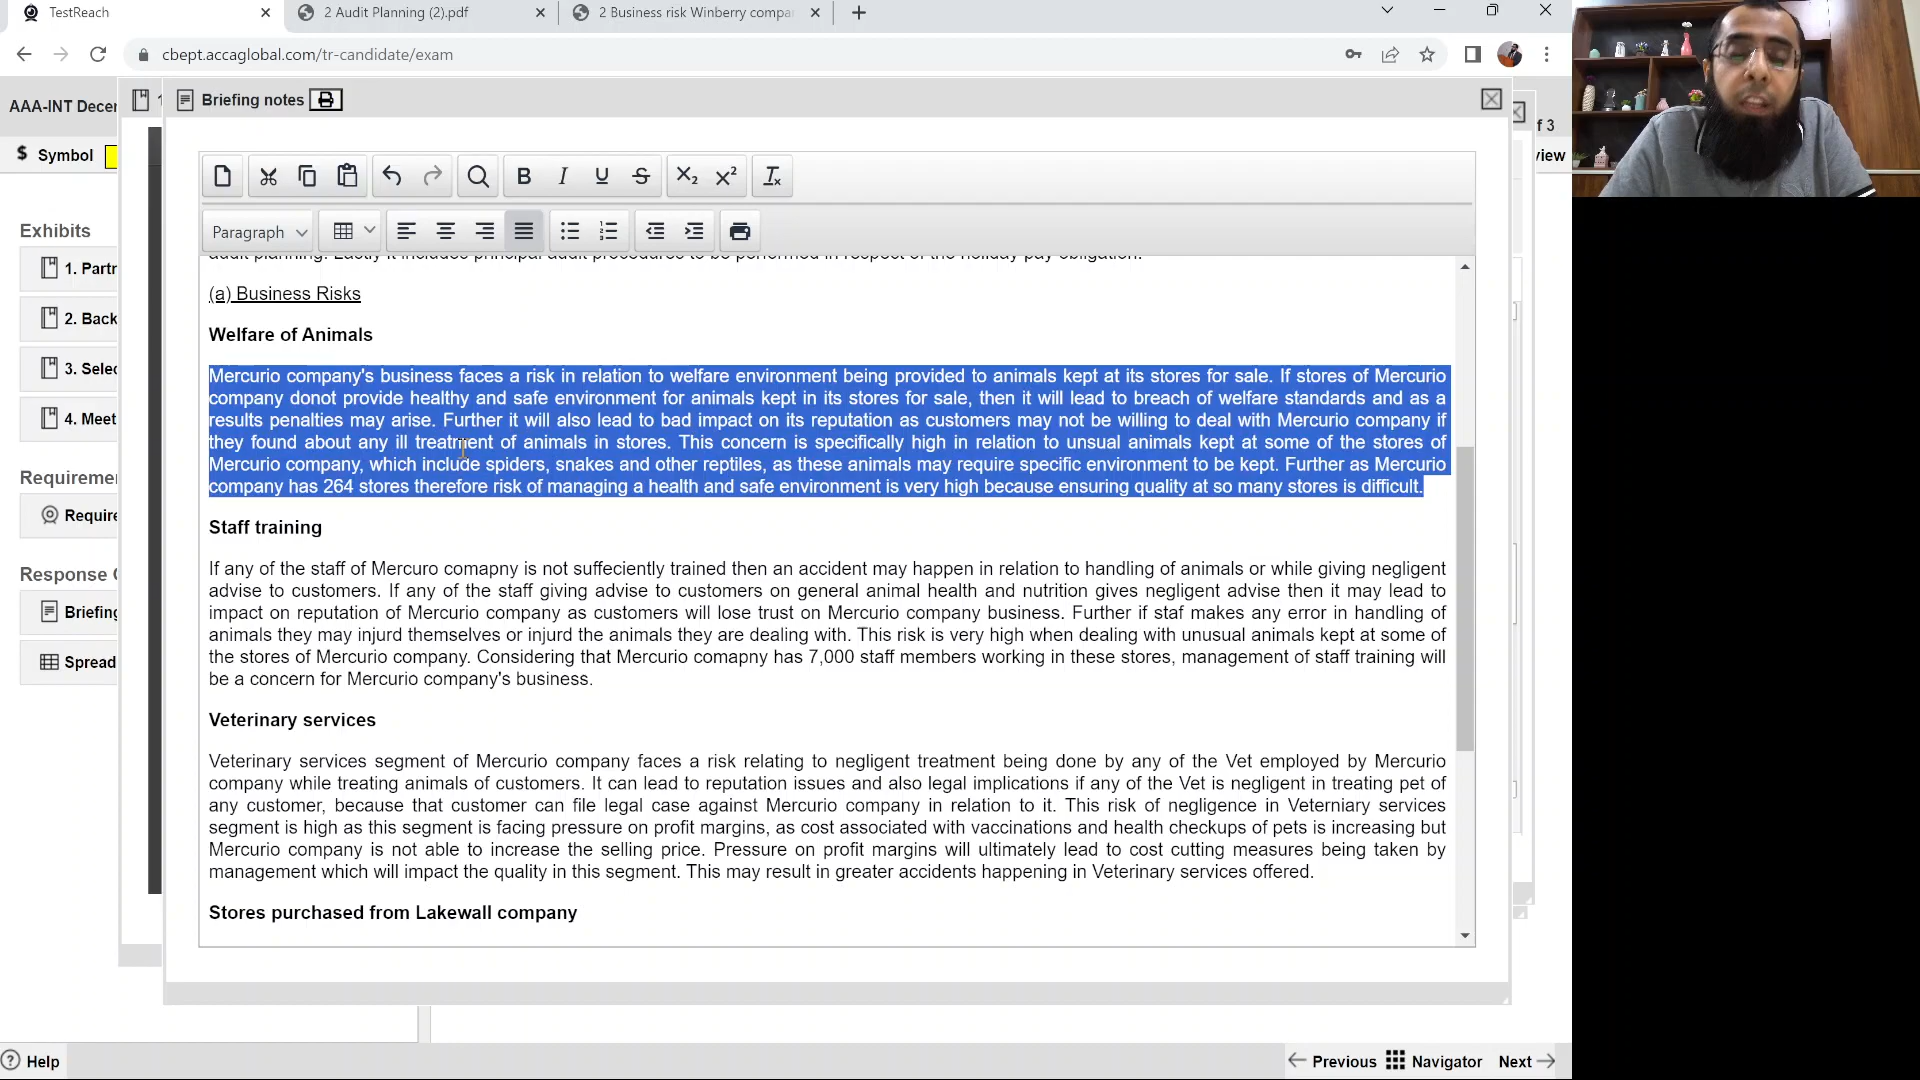 TestReach
2 Audit Planning (2).pdf
2 Business risk Winberry compa
cbept.accaglobal.com/tr-candidate/exam
AAA-INT Decem
Briefing notes
f 3
$ Symbol
view
Paragraph
Exhibits
1. Partn
2. Back
3. Selec
4. Meet
Requirem
Require
Response
Briefing
Spread
audit planning. Lastly it includes principal audit procedures to be performed in respect of the holiday pay obligation.
(a) Business Risks
Welfare of Animals
Mercurio company's business faces a risk in relation to welfare environment being provided to animals kept at its stores for sale. If stores of Mercurio
company donot provide healthy and safe environment for animals kept in its stores for sale, then it will lead to breach of welfare standards and as a
results penalties may arise. Further it will also lead to bad impact on its reputation as customers may not be willing to deal with Mercurio company if
they found about any ill treatment of animals in stores. This concern is specifically high in relation to unsual animals kept at some of the stores of
Mercurio company, which include spiders, snakes and other reptiles, as these animals may require specific environment to be kept. Further as Mercurio
company has 264 stores therefore risk of managing a health and safe environment is very high because ensuring quality at so many stores is difficult.
Staff training
If any of the staff of Mercuro comapny is not suffeciently trained then an accident may happen in relation to handling of animals or while giving negligent
advise to customers. If any of the staff giving advise to customers on general animal health and nutrition gives negligent advise then it may lead to
impact on reputation of Mercurio company as customers will lose trust on Mercurio company business. Further if staf makes any error in handling of
animals they may injurd themselves or injurd the animals they are dealing with. This risk is very high when dealing with unusual animals kept at some of
the stores of Mercurio company. Considering that Mercurio comapny has 7,000 staff members working in these stores, management of staff training will
be a concern for Mercurio company's business.
Veterinary services
Veterinary services segment of Mercurio company faces a risk relating to negligent treatment being done by any of the Vet employed by Mercurio
company while treating animals of customers. It can lead to reputation issues and also legal implications if any of the Vet is negligent in treating pet of
any customer, because that customer can file legal case against Mercurio company in relation to it. This risk of negligence in Veterniary services
segment is high as this segment is facing pressure on profit margins, as cost associated with vaccinations and health checkups of pets is increasing but
Mercurio company is not able to increase the selling price. Pressure on profit margins will ultimately lead to cost cutting measures being taken by
management which will impact the quality in this segment. This may result in greater accidents happening in Veterinary services offered.
Stores purchased from Lakewall company
Help
Previous
Navigator
Next